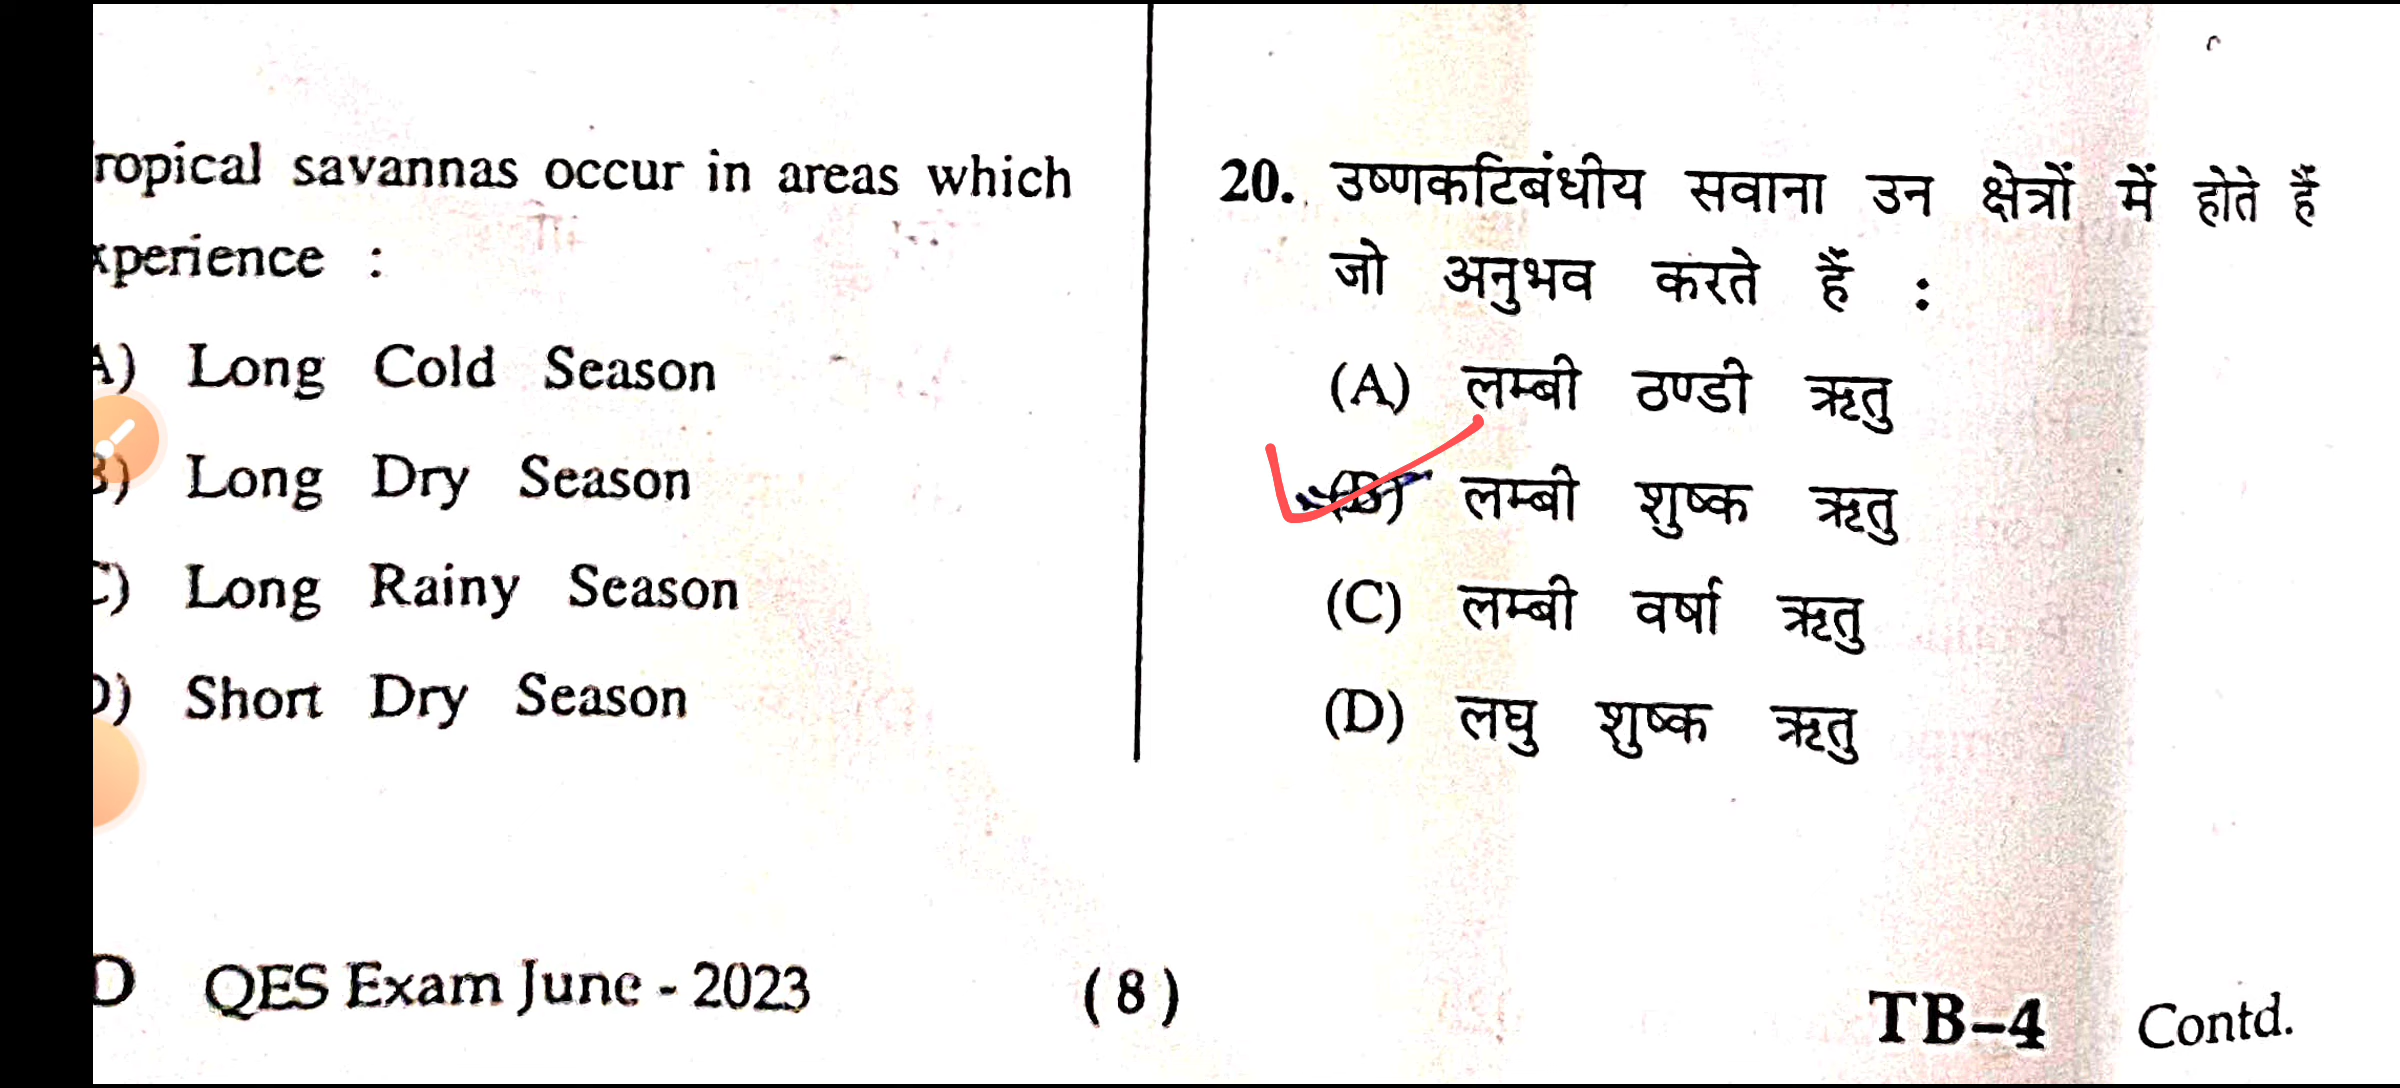 ropical savannas occur in areas which
xperience :
A) Long Cold Season
B) Long Dry Season
C) Long Rainy Season
D) Short Dry Season
20. उष्णकटिबंधीय सवाना उन क्षेत्रों में होते हैं
जो अनुभव करते हैं :
(A) लम्बी ठण्डी ऋतु
(B) लम्बी शुष्क ऋतु
(C) लम्बी वर्षा ऋतु
(D) लघु शुष्क ऋतु
D QES Exam June - 2023 (8) TB-4 Contd.